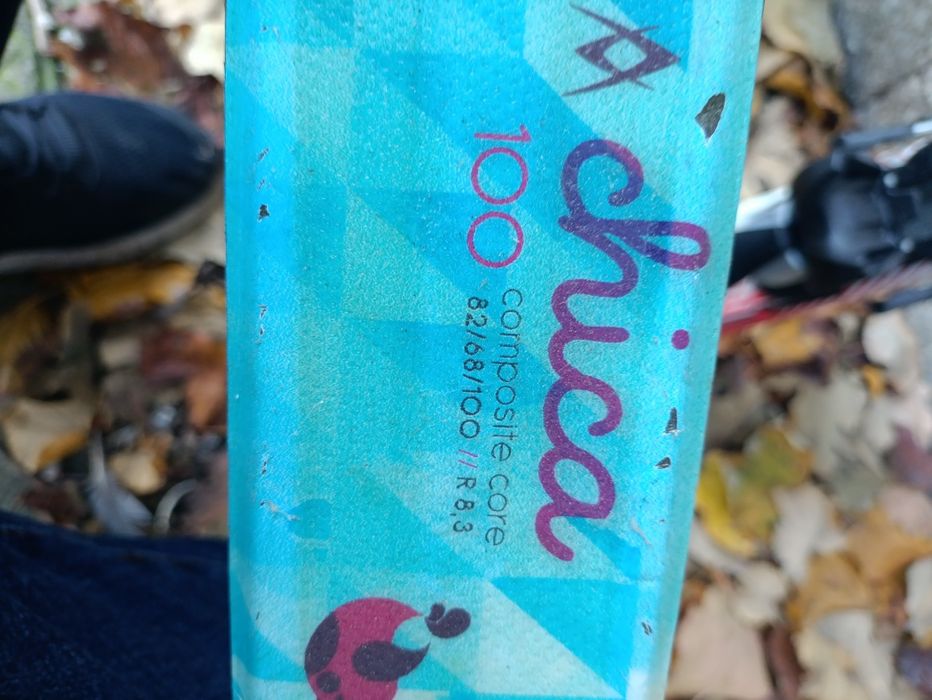 chica
100
composite core
82/68/100 // R 8,3